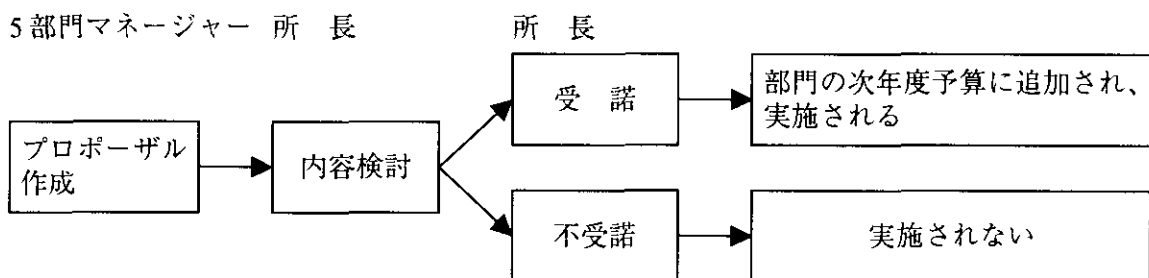 5部門マネージャー 所 長 所 長
受 諾
部門の次年度予算に追加され、
実施される
プロポーザル
作成
内容検討
不受諾
実施されない